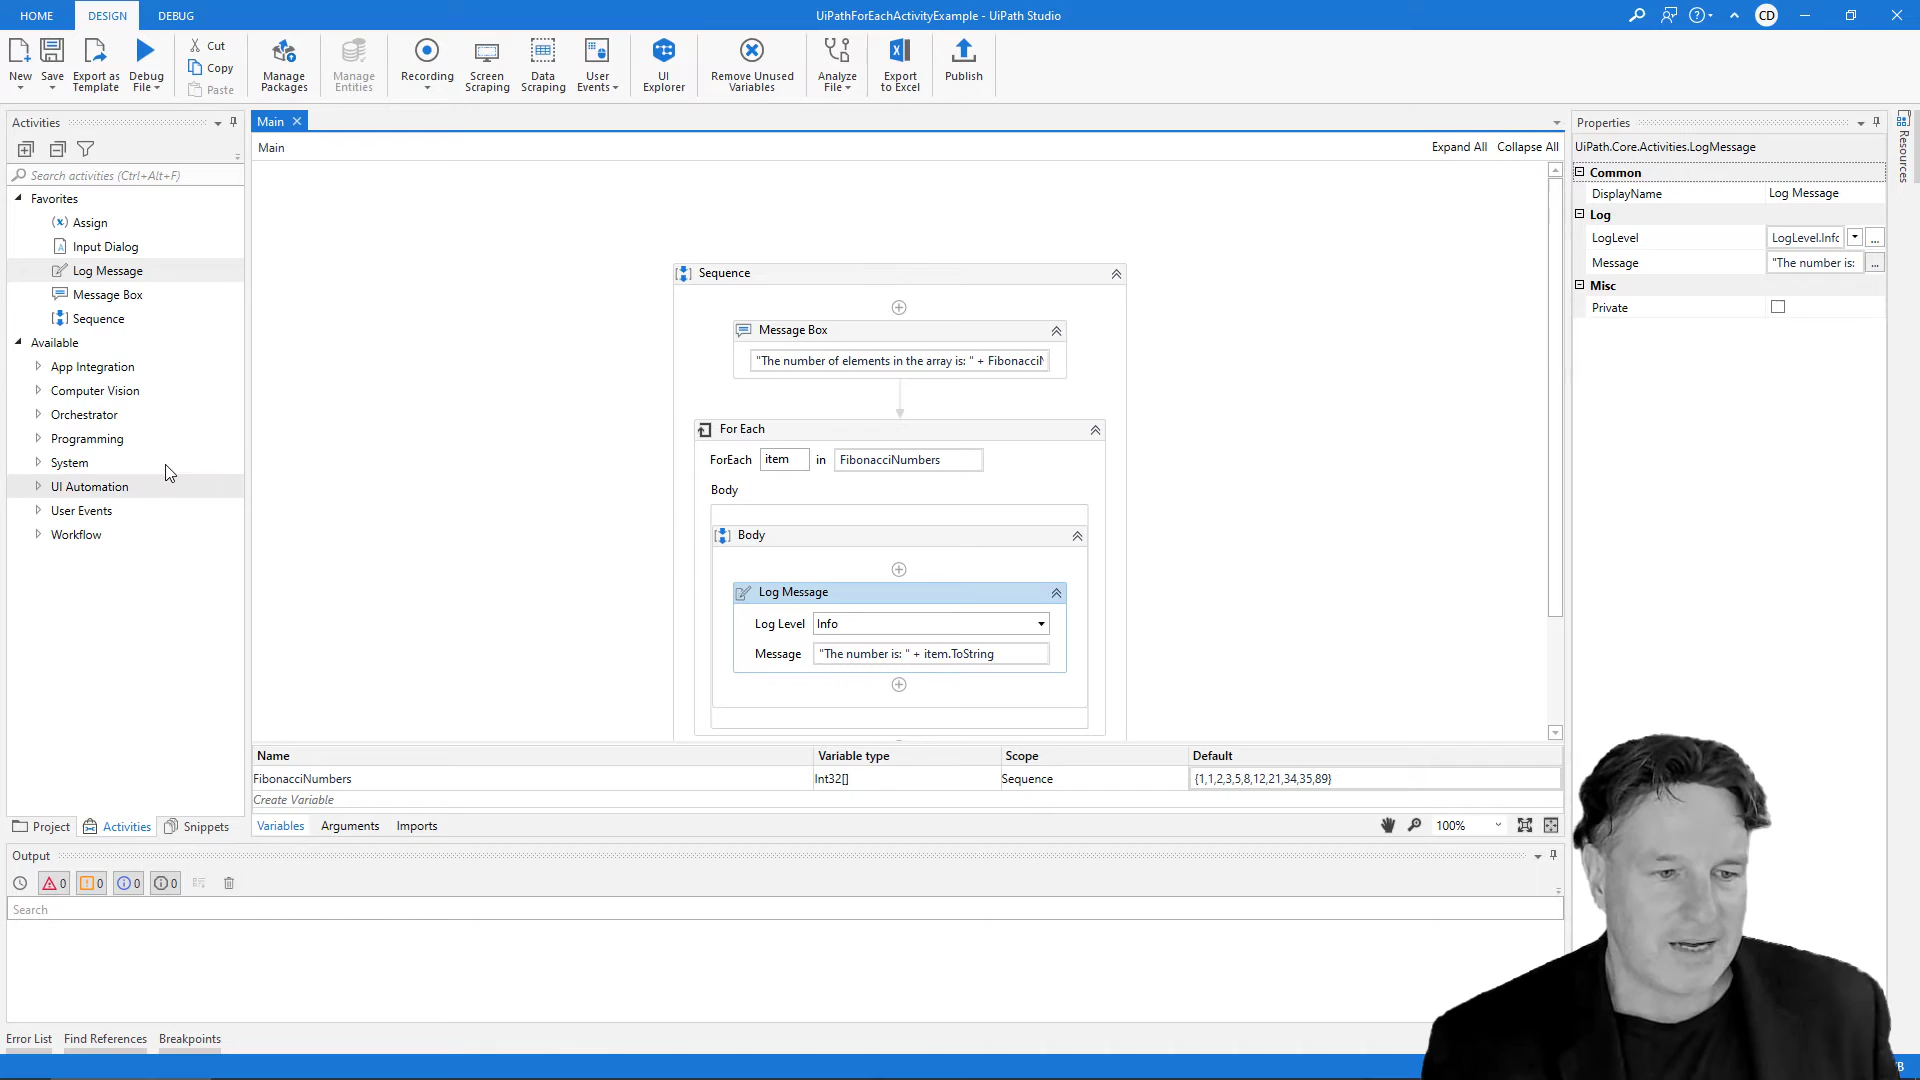 HOME DESIGN DEBUG
UiPathForEachActivityExample - UiPath Studio
CD
New
Save
Export as Template
Debug File
Cut
Copy
Paste
Manage Packages
Manage Entities
Recording
Screen Scraping
Data Scraping
User Events
UI Explorer
Remove Unused Variables
Analyze File
Export to Excel
Publish
Activities
Search activities (Ctrl+Alt+F)
Favorites
Assign
Input Dialog
Log Message
Message Box
Sequence
Available
App Integration
Computer Vision
Orchestrator
Programming
System
UI Automation
User Events
Workflow
Project Activities Snippets
Main
Main
Expand All Collapse All
Sequence
Message Box
"The number of elements in the array is: " + Fibonacci
For Each
ForEach item in FibonacciNumbers
Body
Body
Log Message
Log Level Info
Message "The number is: " + item.ToString
Name Variable type Scope Default
FibonacciNumbers Int32[] Sequence {1,1,2,3,5,8,12,21,34,35,89}
Create Variable
Variables Arguments Imports
100%
Properties
UiPath.Core.Activities.LogMessage
Common
DisplayName Log Message
Log
LogLevel LogLevel.Info ...
Message "The number is: ...
Misc
Private
Resources
Output
0 0 0 0
Search
Error List Find References Breakpoints